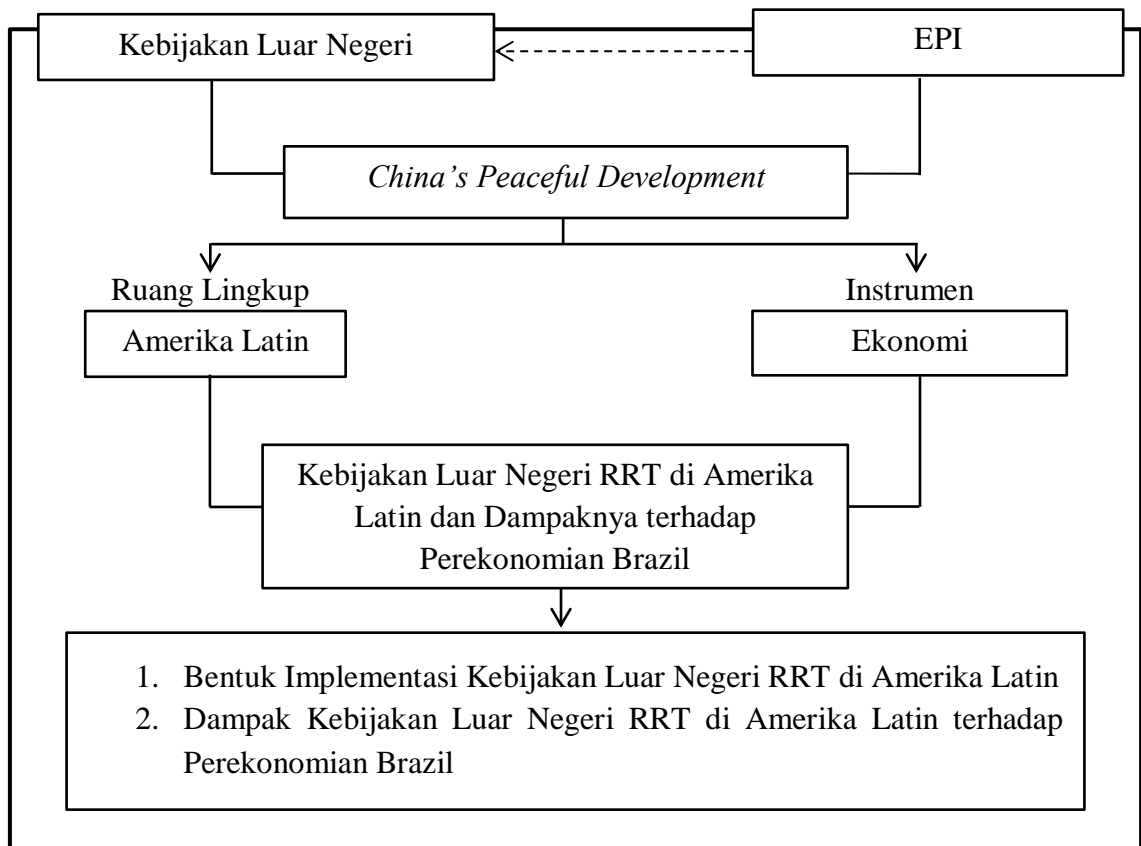 Kebijakan Luar Negeri
EPI
China’s Peaceful Development
Ruang Lingkup
Instrumen
Amerika Latin
Ekonomi
Kebijakan Luar Negeri RRT di Amerika
Latin dan Dampaknya terhadap
Perekonomian Brazil
1. Bentuk Implementasi Kebijakan Luar Negeri RRT di Amerika Latin
2. Dampak Kebijakan Luar Negeri RRT di Amerika Latin terhadap
Perekonomian Brazil